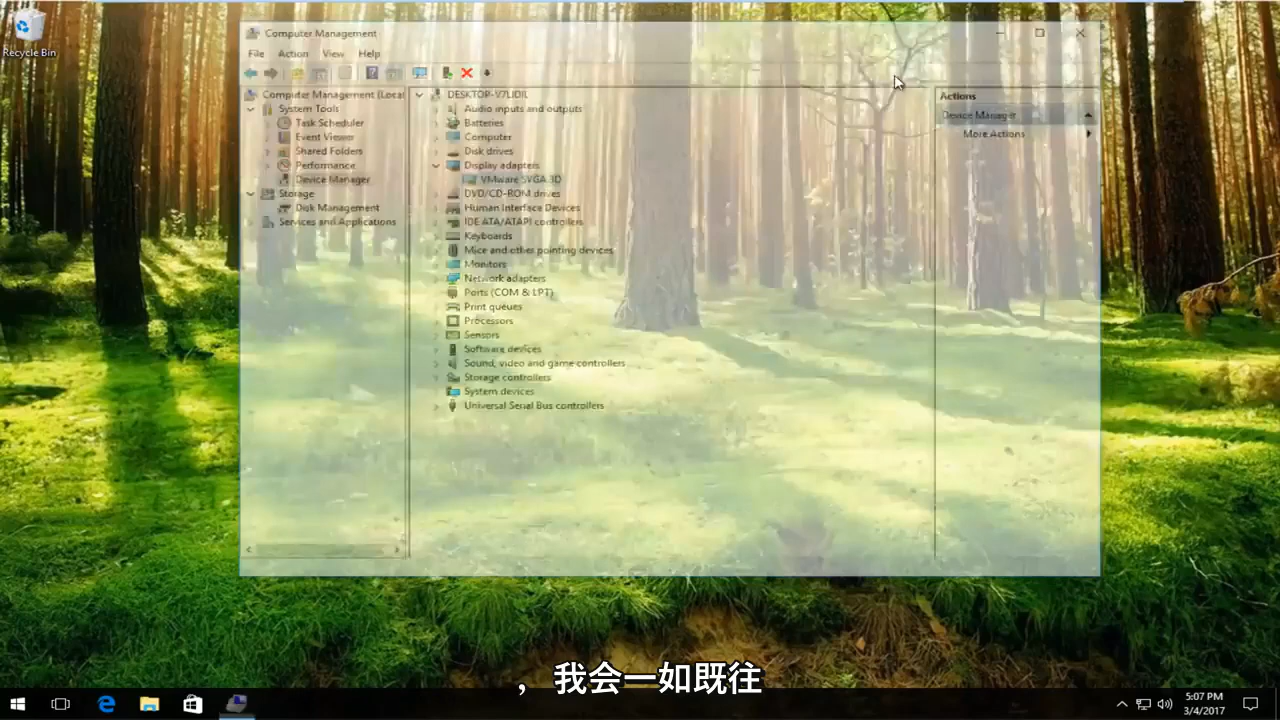 Recycle Bin
Computer Management
File Action View Help
Computer Management (Local
System Tools
Task Scheduler
Event Viewer
Shared Folders
Performance
Device Manager
Storage
Disk Management
Services and Applications
DESKTOP-V7LJDIL
Audio inputs and outputs
Batteries
Computer
Disk drives
Display adapters
VMware SVGA 3D
DVD/CD-ROM drives
Human Interface Devices
IDE ATA/ATAPI controllers
Keyboards
Mice and other pointing devices
Monitors
Network adapters
Ports (COM & LPT)
Print queues
Processors
Sensors
Software devices
Sound, video and game controllers
Storage controllers
System devices
Universal Serial Bus controllers
Actions
Device Manager
More Actions
，我会一如既往
5:07 PM
3/4/2017